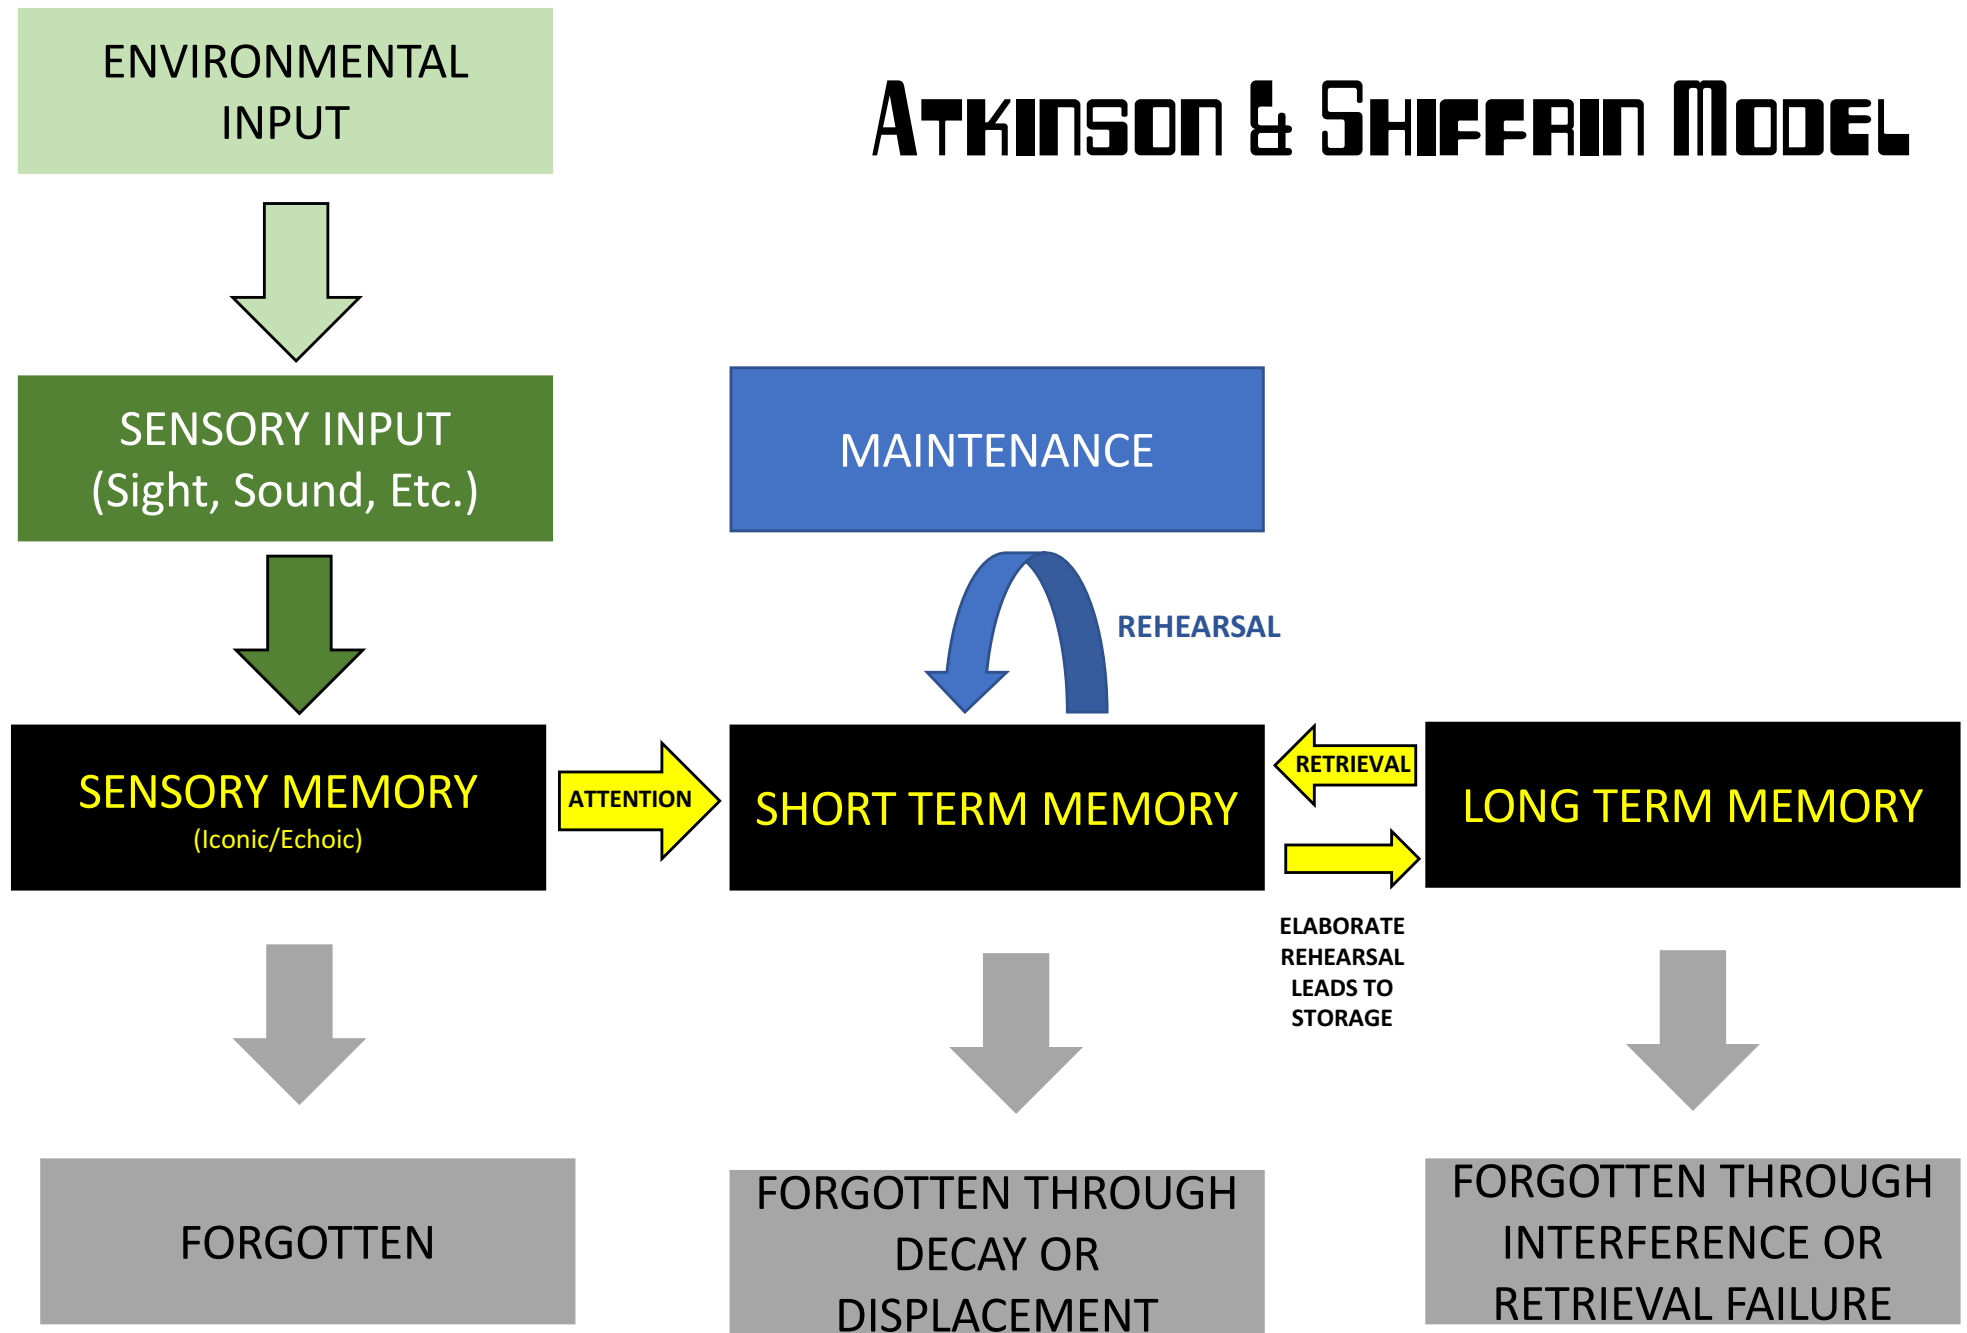 ENVIRONMENTAL
INPUT
ATKINSON & SHIFFRIN MODEL
SENSORY INPUT
(Sight, Sound, Etc.)
MAINTENANCE
REHEARSAL
SENSORY MEMORY
(Iconic/Echoic)
ATTENTION
SHORT TERM MEMORY
RETRIEVAL
LONG TERM MEMORY
ELABORATE
REHEARSAL
LEADS TO
STORAGE
FORGOTTEN
FORGOTTEN THROUGH
DECAY OR
DISPLACEMENT
FORGOTTEN THROUGH
INTERFERENCE OR
RETRIEVAL FAILURE